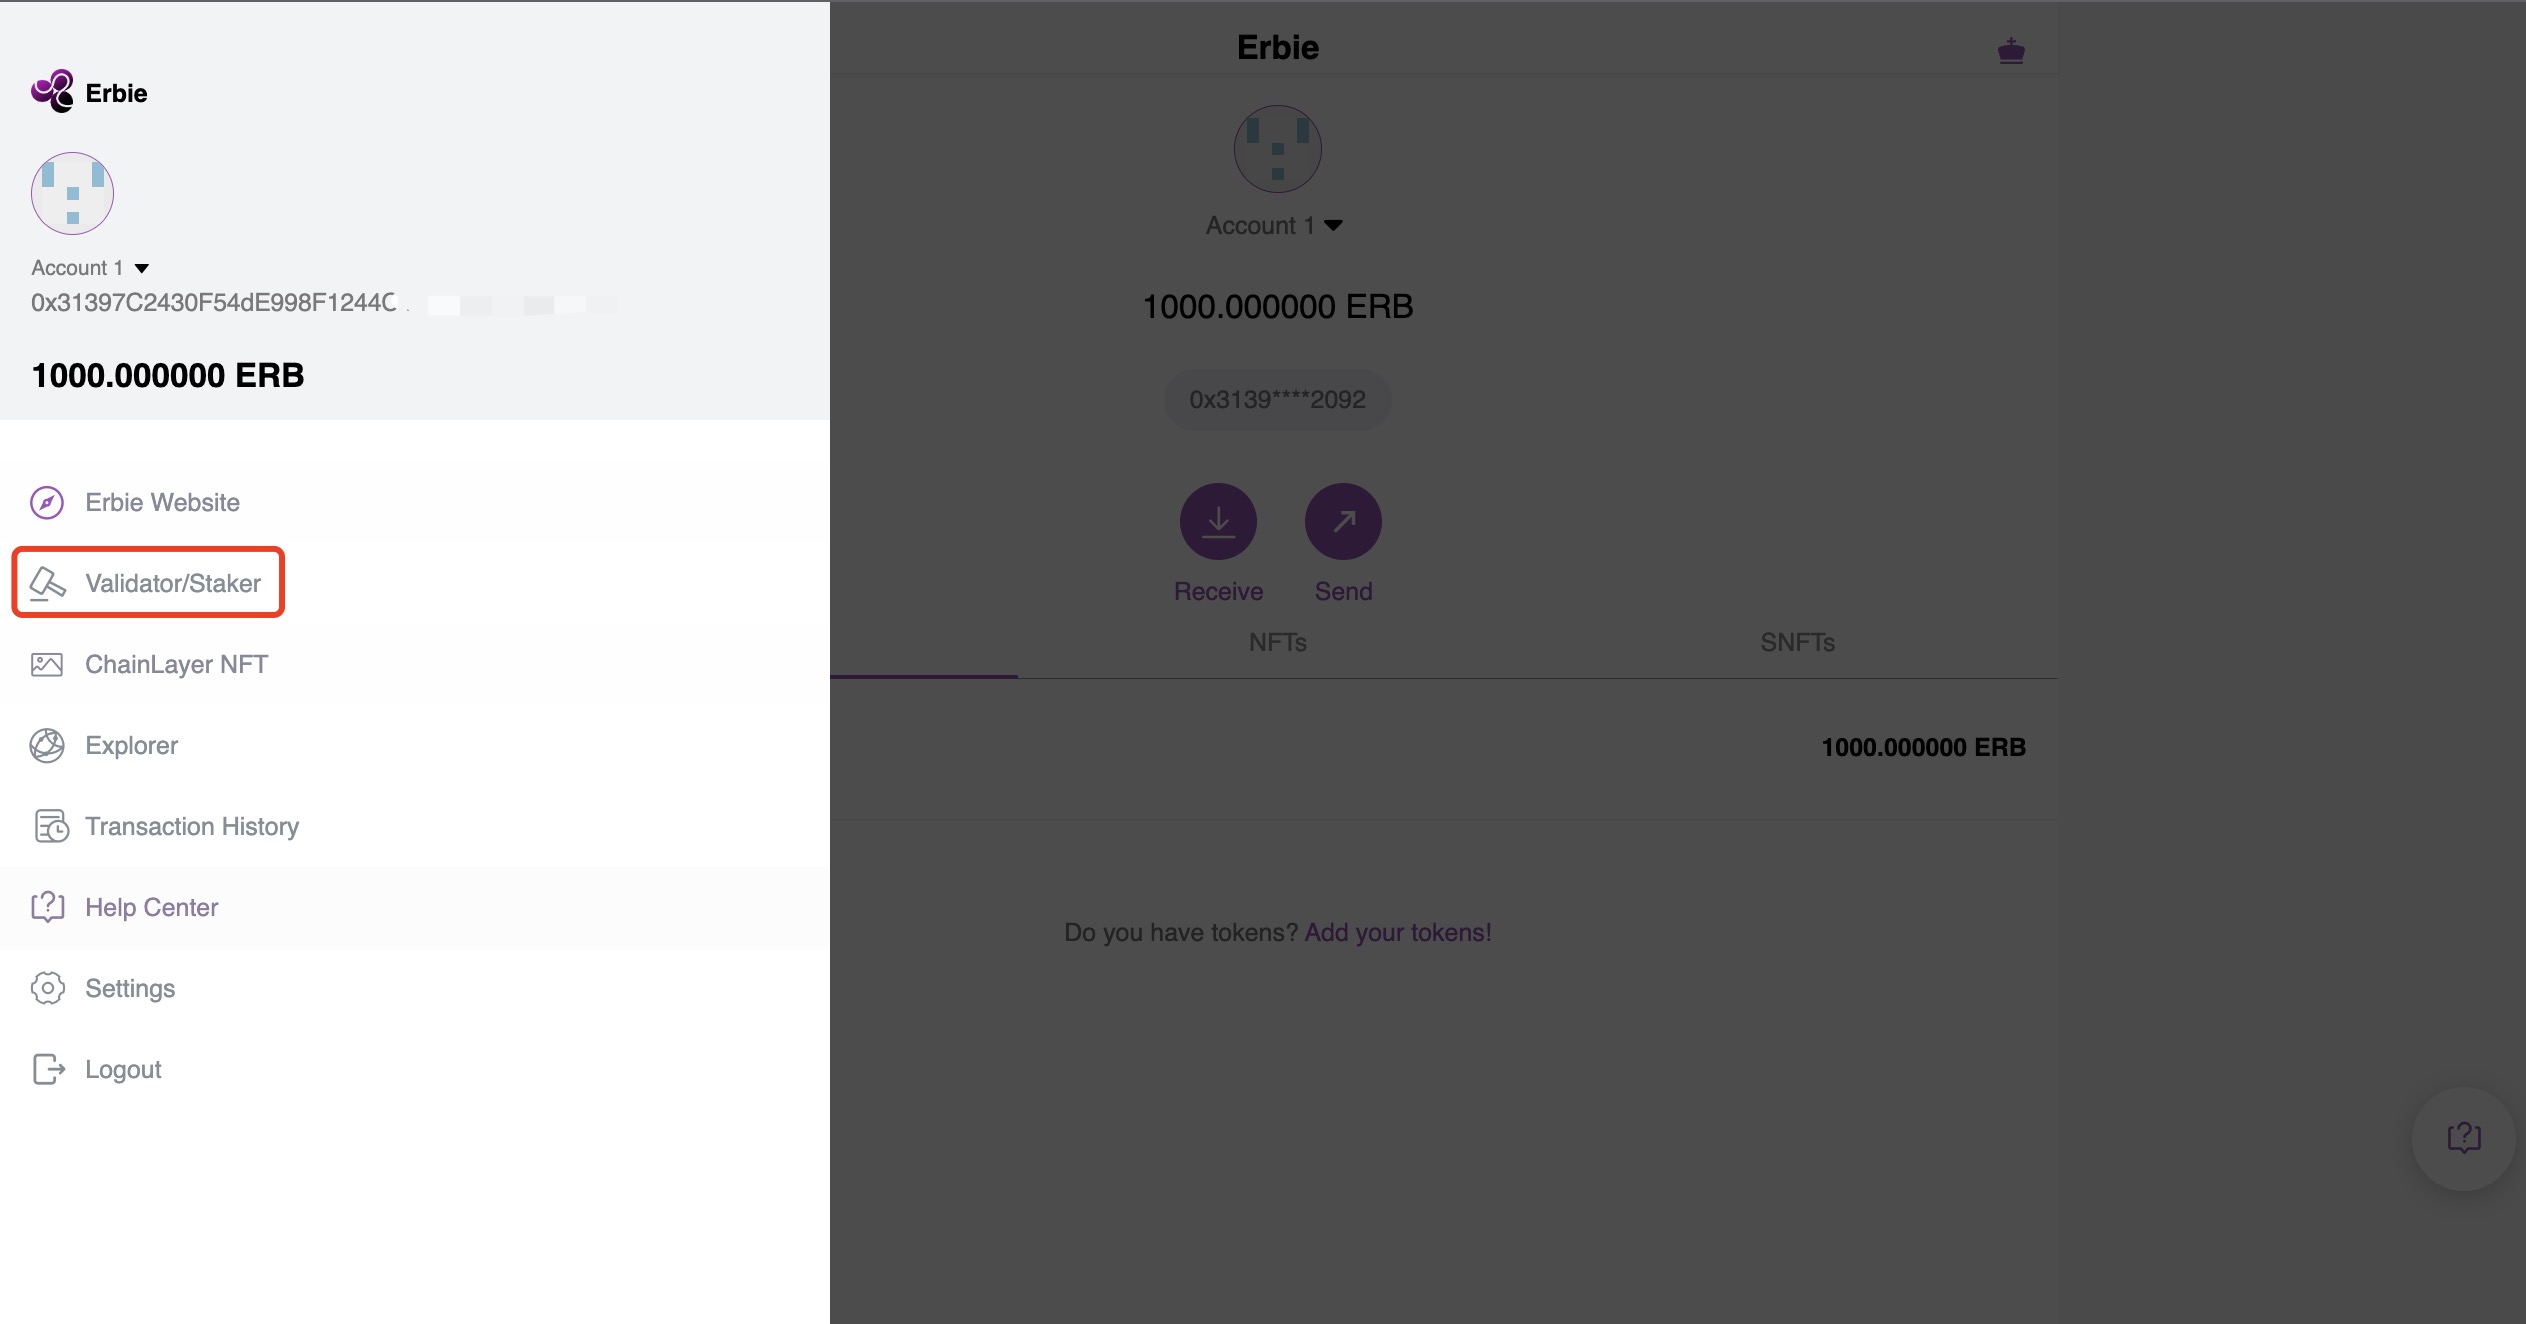 Erbie
Account 1
0x31397C2430F54dE998F1244C
1000.000000 ERB
Erbie Website
Validator/Staker
ChainLayer NFT
Explorer
Transaction History
Help Center
Settings
Logout
Erbie
Account 1
1000.000000 ERB
0x3139****2092
Receive
Send
NFTs
SNFTs
1000.000000 ERB
Do you have tokens? Add your tokens!